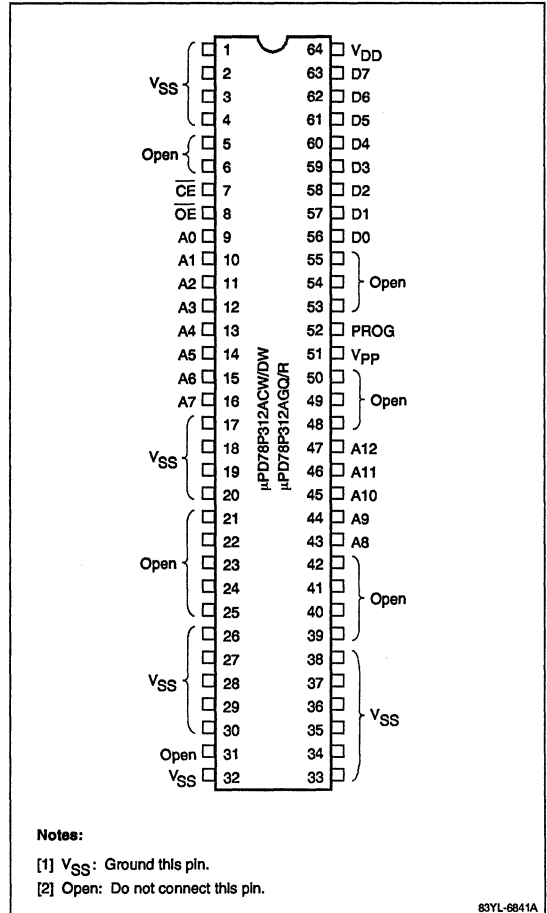 1 64 VDD
2 63 D7
VSS
3 62 D6
4 61 D5
5 60 D4
Open
6 59 D3
CE 7 58 D2
OE 8 57 D1
A0 9 56 D0
A1 10 55
A2 11 54 Open
A3 12 53
A4 13 52 PROG
A5 14 51 VPP
A6 15 50
A7 16 49 Open
17 48
18 47 A12
VSS
19 46 A11
20 45 A10
21 44 A9
22 43 A8
Open 23 42
24 41
Open
25 40
26 39
27 38
VSS 28 37
29 36
VSS
30 35
Open 31 34
VSS 32 33
µPD78P312ACW/DW
µPD78P312AGQ/R
Notes:
[1] VSS: Ground this pin.
[2] Open: Do not connect this pin.
83YL-6841A